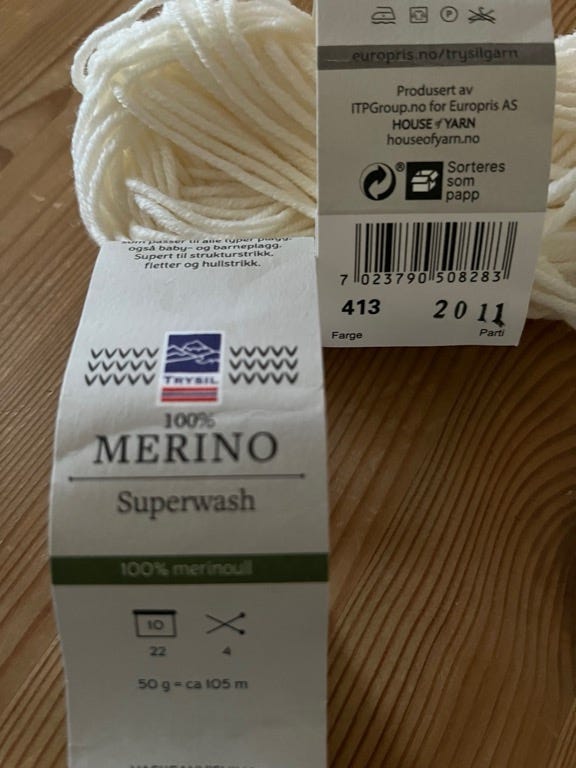 europris.no/trysilgarn
Produsert av
ITPGroup.no for Europris AS
HOUSE of YARN
houseofyarn.no
®
Sorteres
som
papp
7 023790 508283
413
2011
Farge
Parti
som passer til alle typer plagg,
også baby- og barneplagg.
Supert til strukturstrikk,
fletter og hullstrikk.
TRYSIL
100%
MERINO
Superwash
100% merinoull
10
22
4
50 g = ca 105 m